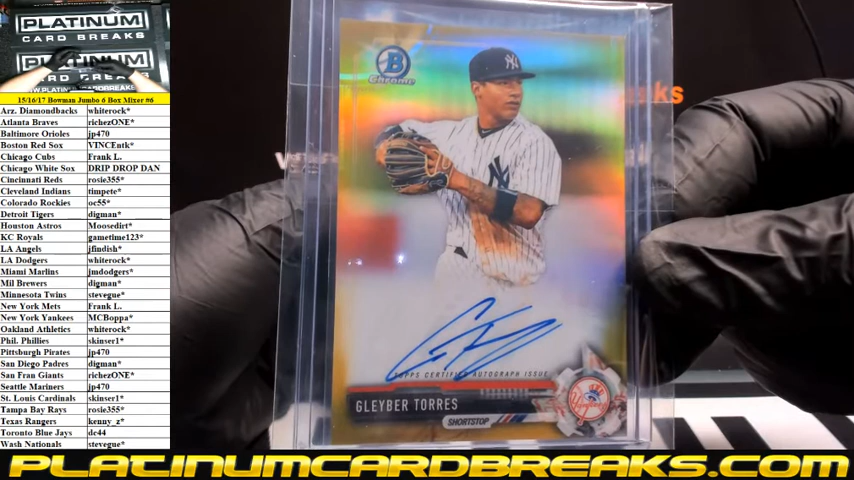 PLATINUM
CARD BREAKS
PLATINUM
CARD BREAKS
15/16/17 Bowman Jumbo 6 Box Mixer #6
Arz. Diamondbacks whiterock*
Atlanta Braves richezONE*
Baltimore Orioles jp470
Boston Red Sox VINCEntk*
Chicago Cubs Frank L.
Chicago White Sox DRIP DROP DAN
Cincinnati Reds rosie355*
Cleveland Indians timpete*
Colorado Rockies oc55*
Detroit Tigers digman*
Houston Astros Moosedirt*
KC Royals gametime123*
LA Angels jfindish*
LA Dodgers whiterock*
Miami Marlins jmdodgers*
Mil Brewers digman*
Minnesota Twins stevegue*
New York Mets Frank L.
New York Yankees MCBoppa*
Oakland Athletics whiterock*
Phil. Phillies skinser1*
Pittsburgh Pirates jp470
San Diego Padres digman*
San Fran Giants richezONE*
Seattle Mariners jp470
St. Louis Cardinals skinser1*
Tampa Bay Rays rosie355*
Texas Rangers kenny_z*
Toronto Blue Jays dc44
Wash Nationals stevegue*
B
Chrome
TOPPS CERTIFIED AUTOGRAPH ISSUE
GLEYBER TORRES
SHORTSTOP
Yankees
PLATINUMCARDBREAKS.COM